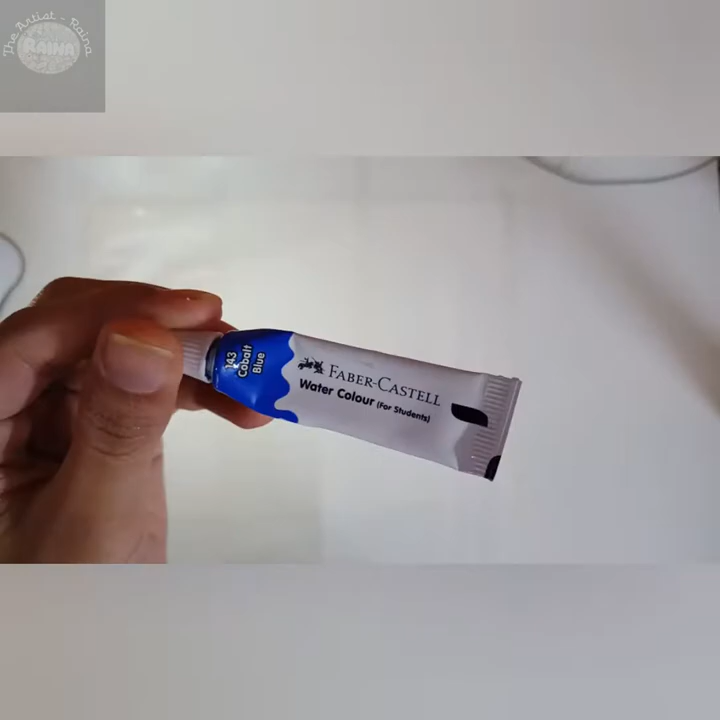 The Artist - Raina
RAINA
143
Cobalt
Blue
FABER-CASTELL
Water Colour (For Students)